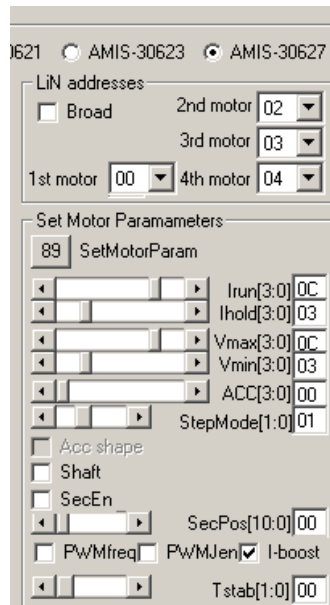 0621 AMIS-30623 AMIS-30627
LiN addresses
Broad 2nd motor 02
3rd motor 03
1st motor 00 4th motor 04
Set Motor Paramameters
89 SetMotorParam
Irun[3:0] 0C
Ihold[3:0] 03
Vmax[3:0] 0C
Vmin[3:0] 03
ACC[3:0] 00
StepMode[1:0] 01
Acc shape
Shaft
SecEn_
SecPos[10:0] 00
PWMfreq PWMJen I-boost
Tstab[1:0] 00